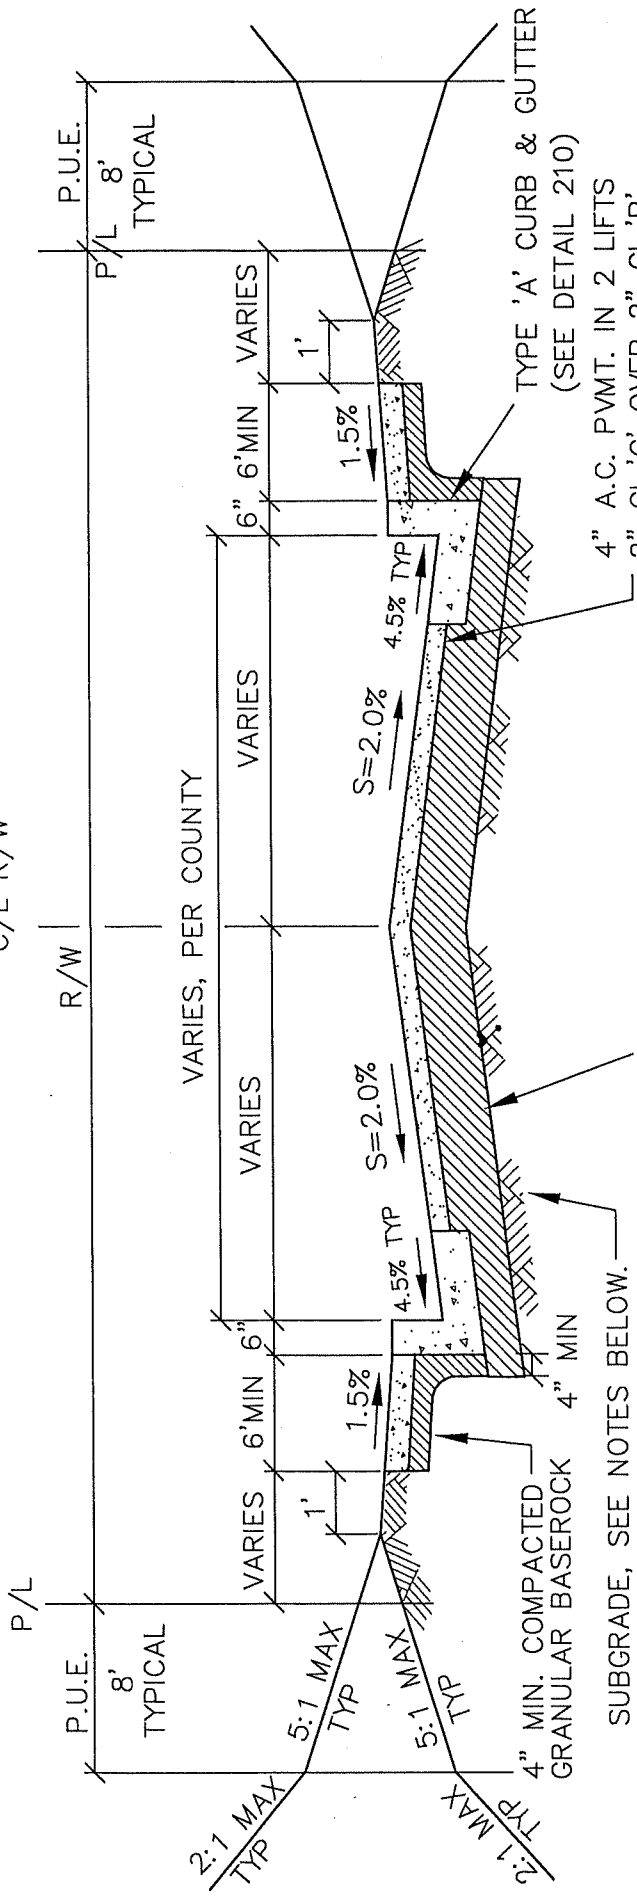 P/L
R/W
P/L
P.U.E.
8'
TYPICAL
P.U.E.
8'
TYPICAL
VARIES, PER COUNTY
VARIES
6'MIN
6"
VARIES
VARIES
6"
6'MIN
VARIES
1'
1'
2:1 MAX
TYP
5:1 MAX
TYP
1.5%
4.5% TYP
S=2.0%
S=2.0%
4.5% TYP
1.5%
5:1 MAX
TYP
2:1 MAX
TYP
4" MIN. COMPACTED
GRANULAR BASEROCK
4" MIN
SUBGRADE, SEE NOTES BELOW.
TYPE 'A' CURB & GUTTER
(SEE DETAIL 210)
4" A.C. PVMT. IN 2 LIFTS